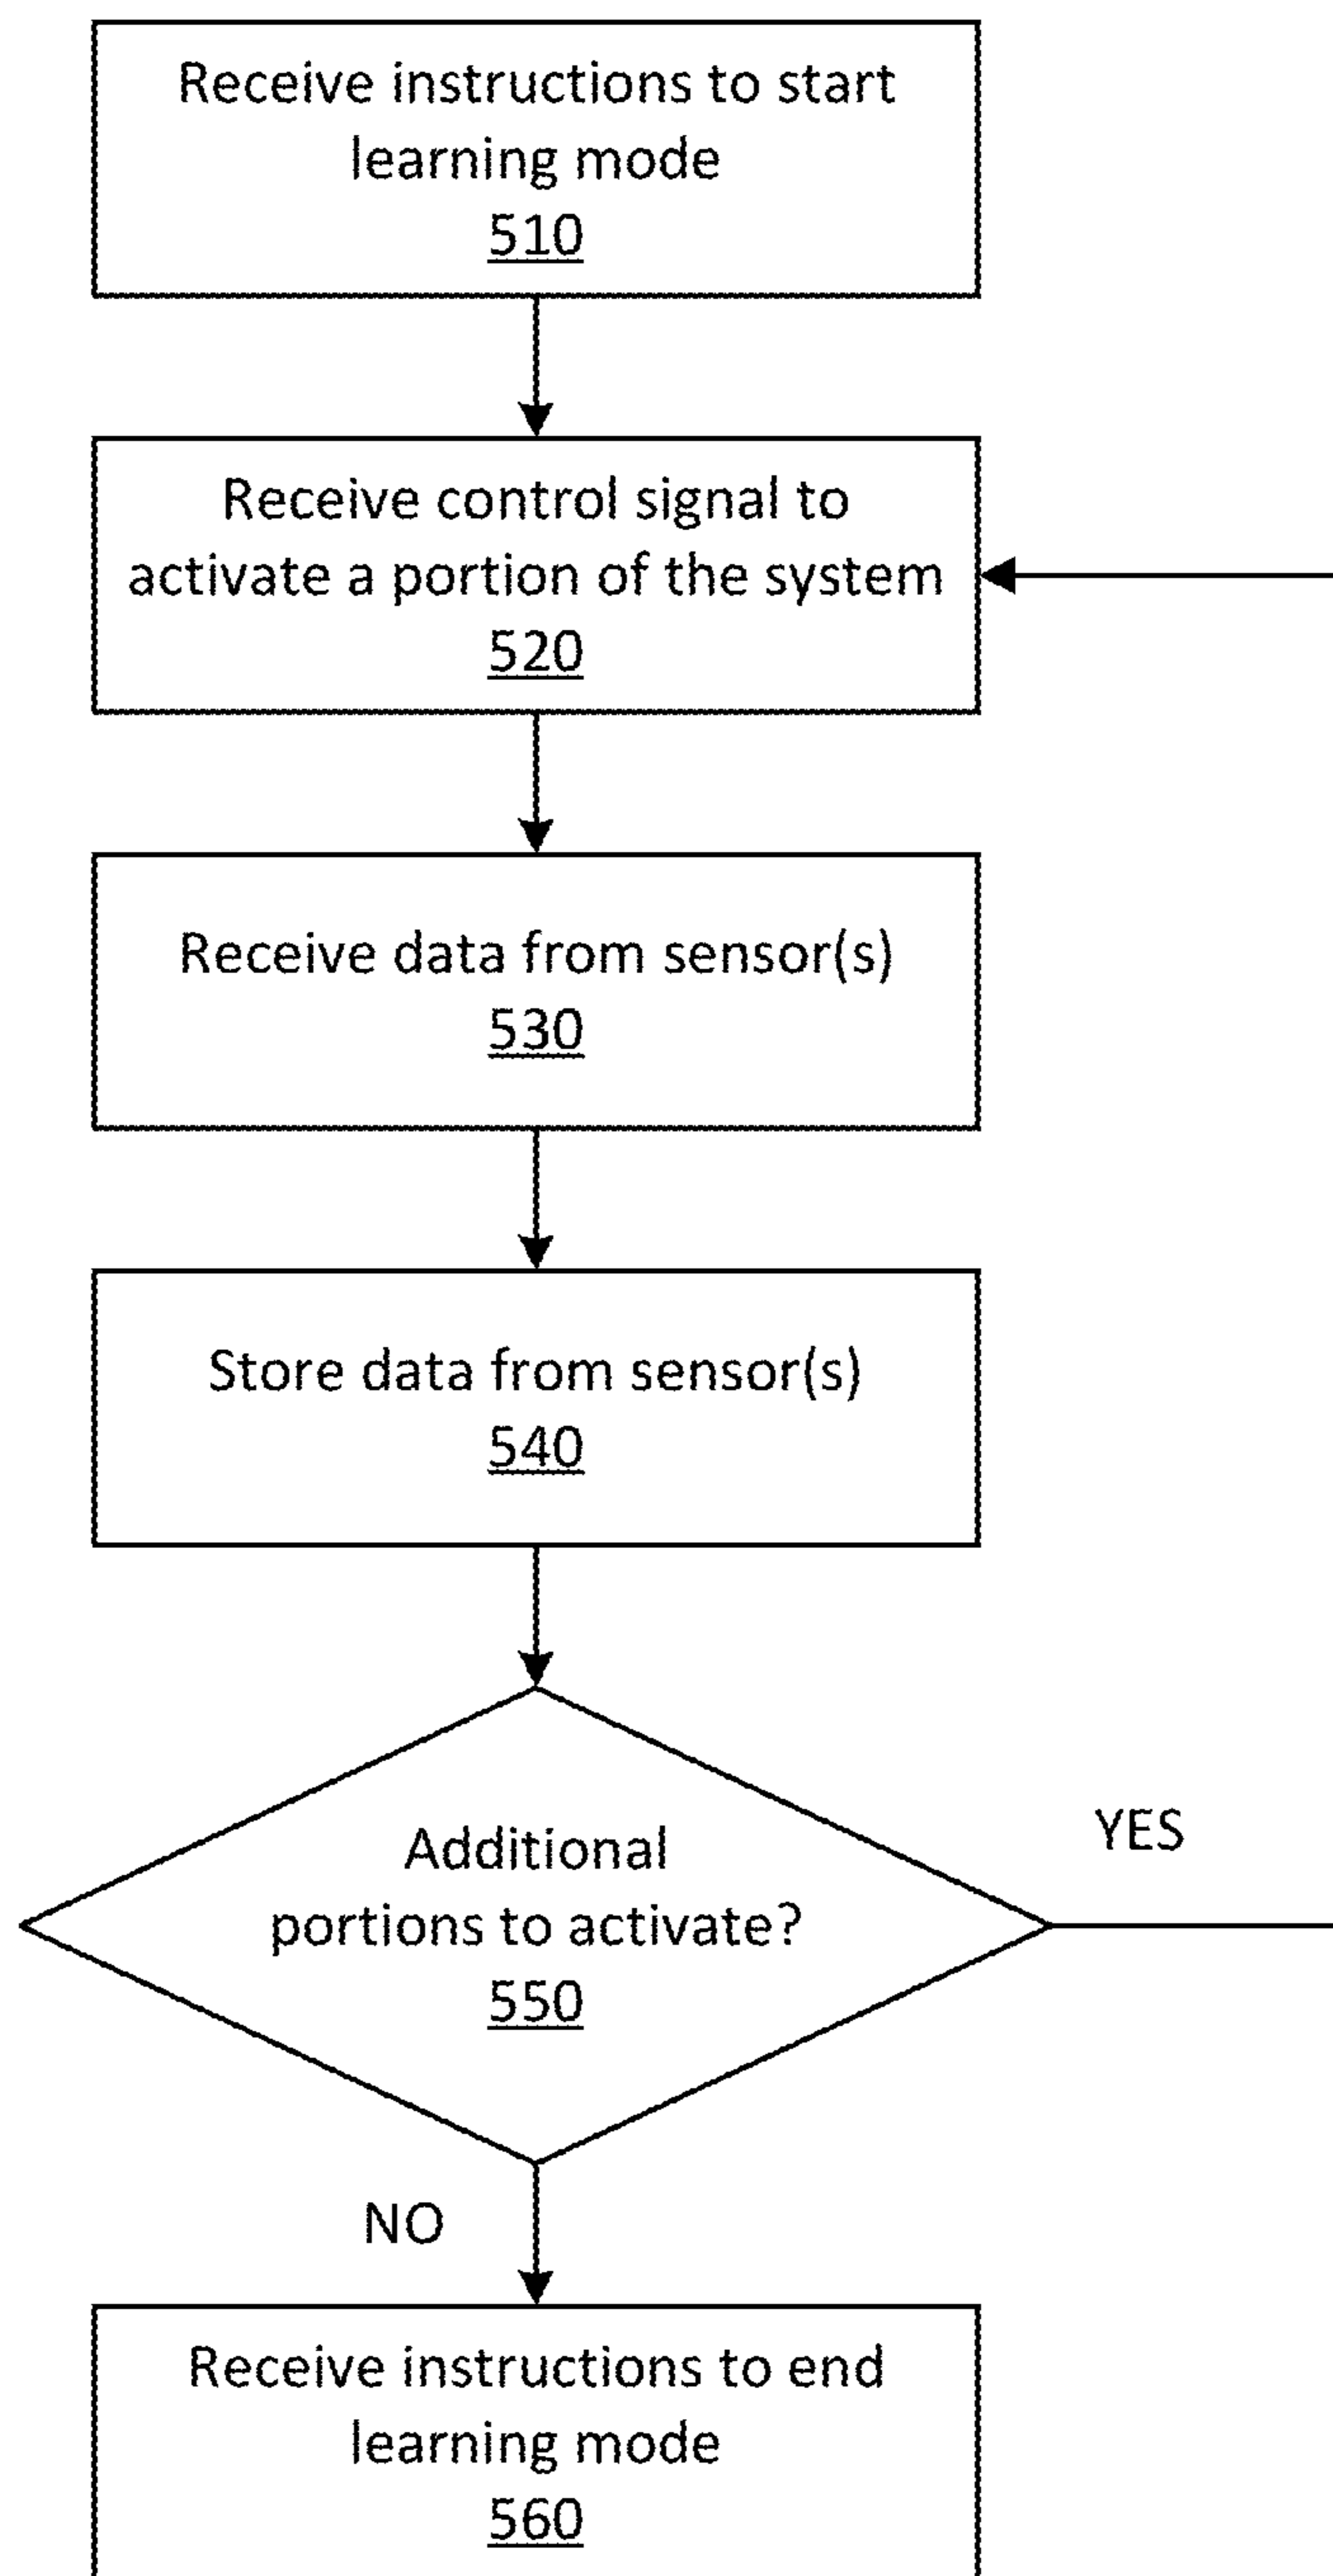 Receive instructions to start
learning mode
510
Receive control signal to
activate a portion of the system
520
Receive data from sensor(s)
530
Store data from sensor(s)
540
Additional
portions to activate?
550
YES
NO
Receive instructions to end
learning mode
560